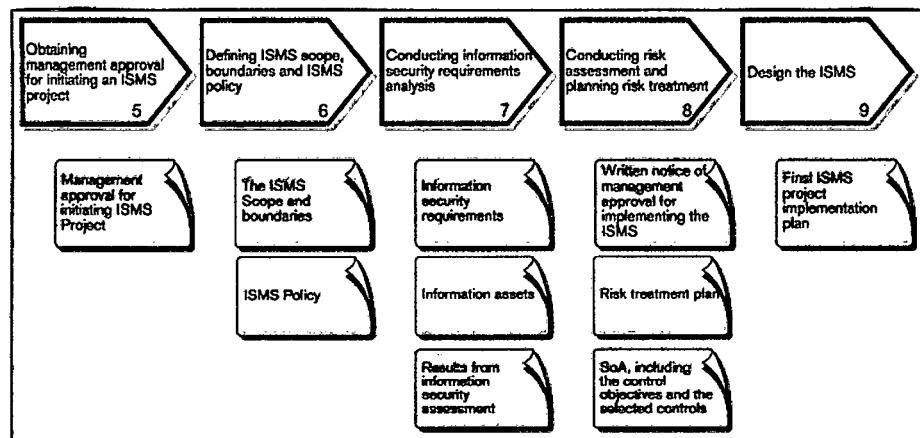 Obtaining
management approval
for initiating an ISMS
project
5
Defining ISMS scope,
boundaries and ISMS
policy
6
Conducting information
security requirements
analysis
7
Conducting risk
assessment and
planning risk treatment
8
Design the ISMS
9
Management
approval for
initiating ISMS
Project
The ISMS
Scope and
boundaries
Information
security
requirements
Written notice of
management
approval for
implementing the
ISMS
Final ISMS
project
implementation
plan
ISMS Policy
Information assets
Risk treatment plan
Results from
information
security
assessment
SoA, including
the control
objectives and the
selected controls